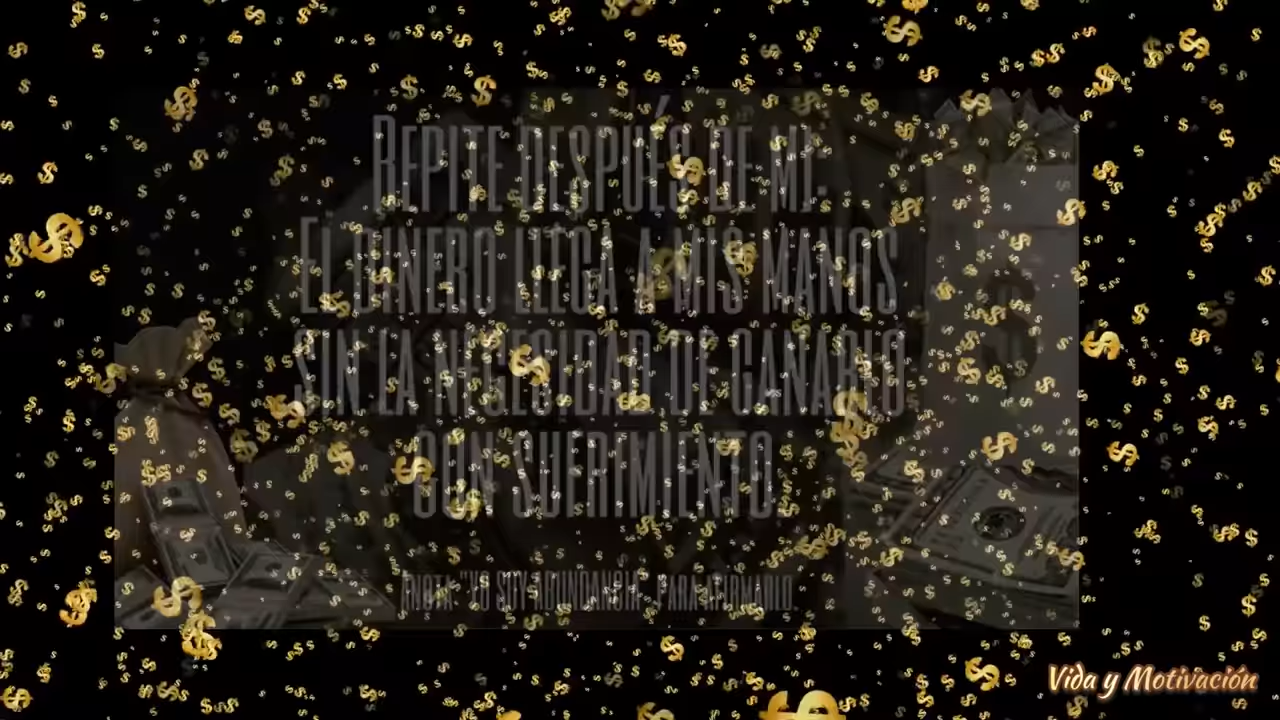 Repite después de mi:
El dinero llega a mis manos
sin la necesidad de ganarlo
con sufrimiento.
Anota "Yo soy abundancia" para afirmarlo.
Vida y Motivación